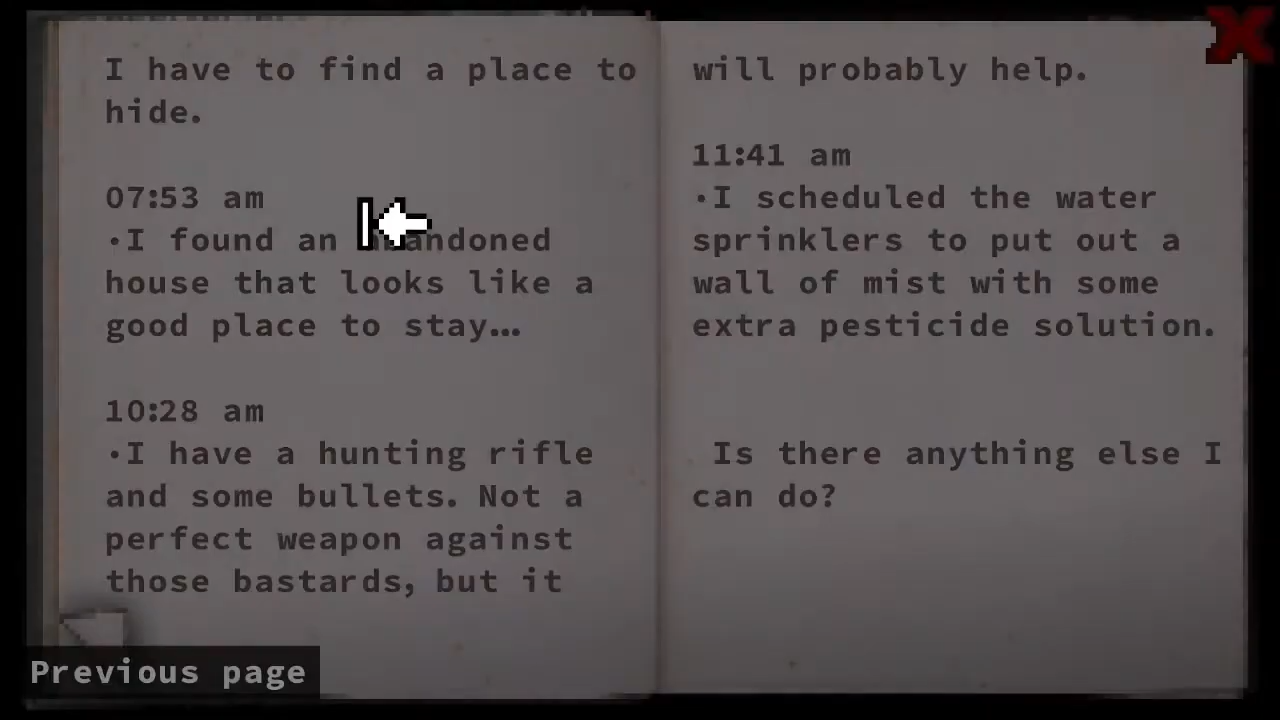 I have to find a place to
hide.
07:53 am
·I found an abandoned
house that looks like a
good place to stay…
10:28 am
·I have a hunting rifle
and some bullets. Not a
perfect weapon against
those bastards, but it
will probably help.
11:41 am
·I scheduled the water
sprinklers to put out a
wall of mist with some
extra pesticide solution.
Is there anything else I
can do?
Previous page